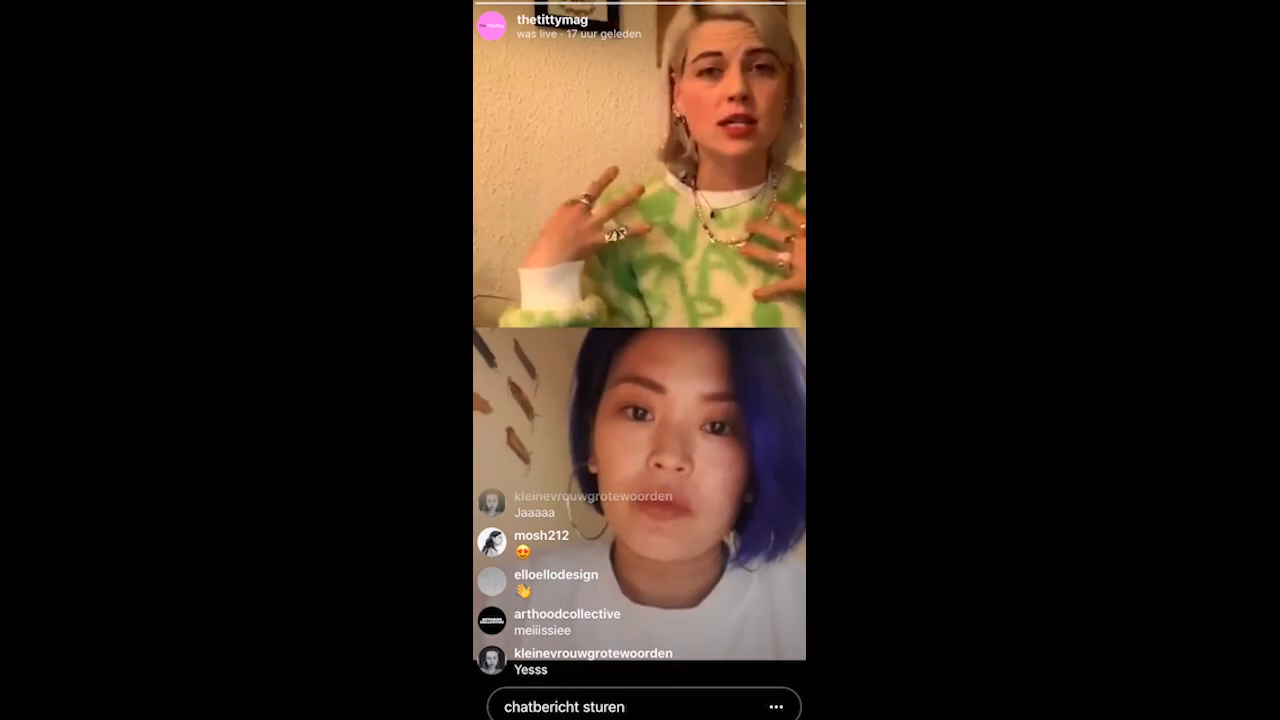 thetittymag
was live · 17 uur geleden
kleinevrouwgrotewoorden
Jaaaaa
mosh212
😍
elloellodesign
👋
arthoodcollective
meiiissiee
kleinevrouwgrotewoorden
Yesss
chatbericht sturen